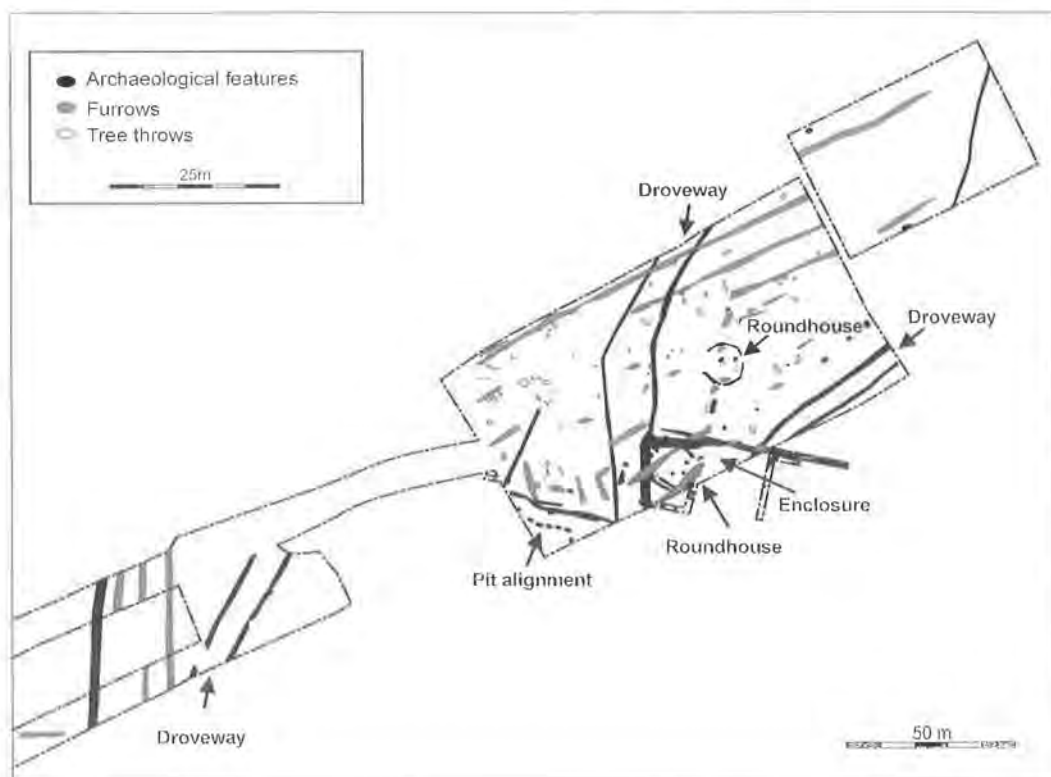 Archaeological features
Furrows
Tree throws
25m
Droveway
Roundhouse
Droveway
Enclosure
Roundhouse
Pit alignment
Droveway
50 m